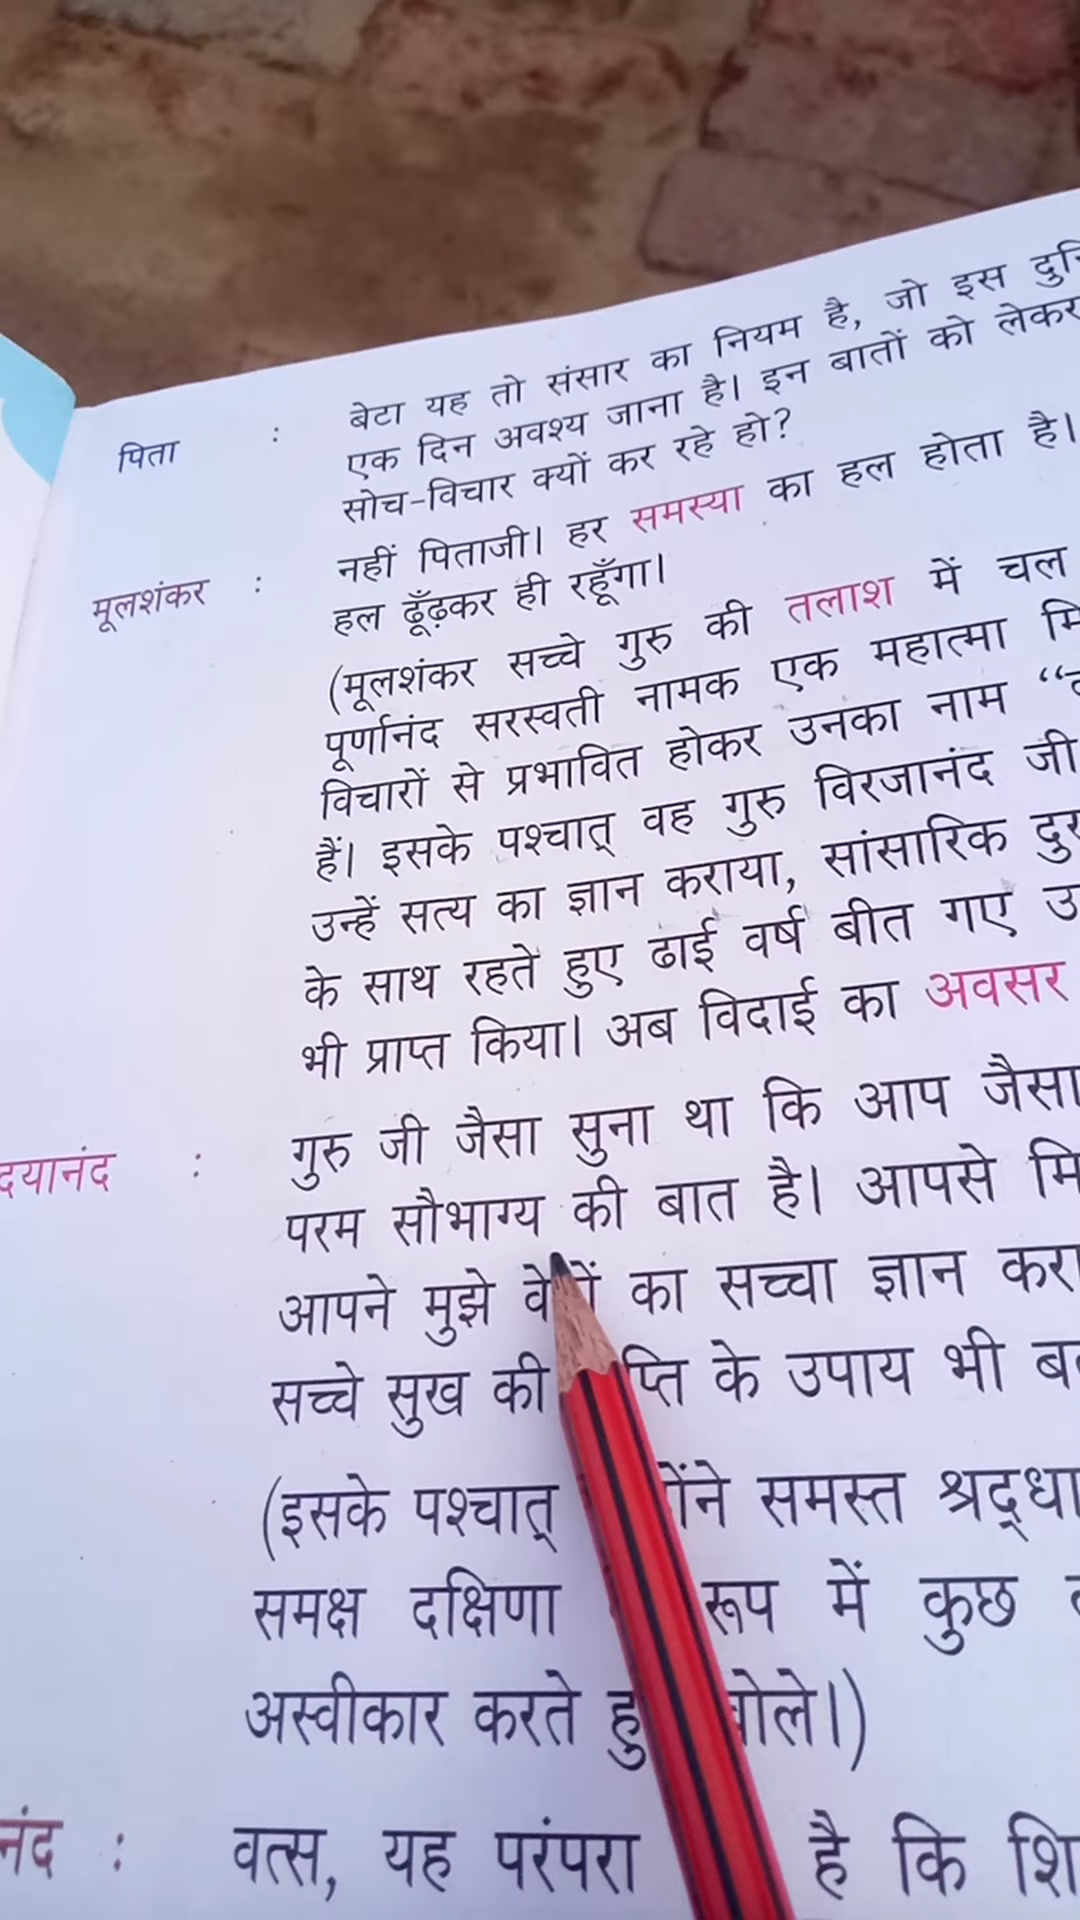 बेटा यह तो संसार का नियम है, जो इस
पिता : एक दिन अवश्य जाना है। इन बातों को लेकर
सोच-विचार क्यों कर रहे हो?
मूलशंकर : नहीं पिताजी। हर समस्या का हल होता है।
हल ढूँढ़कर ही रहूँगा।
(मूलशंकर सच्चे गुरु की तलाश में चल
पूर्णानंद सरस्वती नामक एक महात्मा
विचारों से प्रभावित होकर उनका नाम
हैं। इसके पश्चात् वह गुरु विरजानंद जी
उन्हें सत्य का ज्ञान कराया, सांसारिक
के साथ रहते हुए ढाई वर्ष बीत गए
भी प्राप्त किया। अब विदाई का अवसर
दयानंद : गुरु जी जैसा सुना था कि आप जैसा
परम सौभाग्य की बात है। आपसे
आपने मुझे का सच्चा ज्ञान
सच्चे सुख की के उपाय भी
(इसके पश्चात् समस्त
समक्ष दक्षिणा रूप में कुछ
अस्वीकार करते बोले।)
नंद : वत्स, यह परंपरा है कि